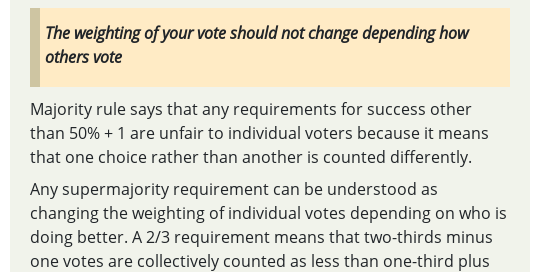 The weighting of your vote should not change depending how
others vote
Majority rule says that any requirements for success other
than 50% + 1 are unfair to individual voters because it means
that one choice rather than another is counted differently.
Any supermajority requirement can be understood as
changing the weighting of individual votes depending on who is
doing better. A 2/3 requirement means that two-thirds minus
one votes are collectively counted as less than one-third plus